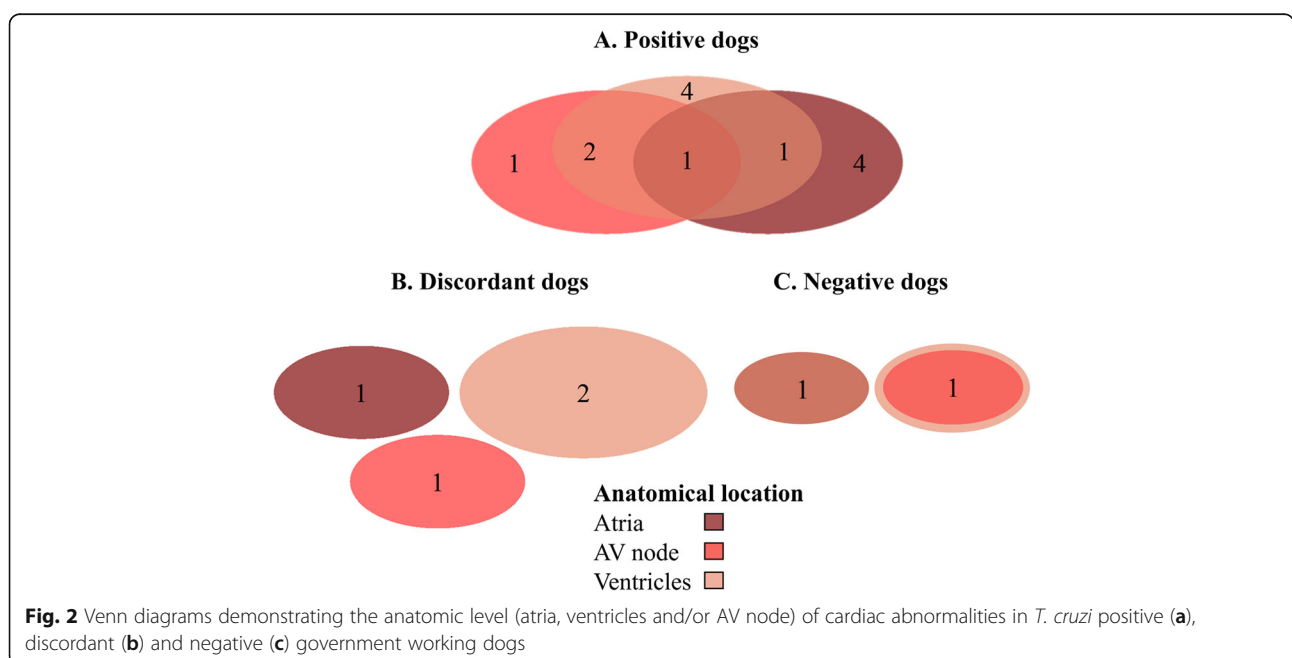 A. Positive dogs
4
1 2 1 1 4
B. Discordant dogs C. Negative dogs
1 2 1 1
1
Anatomical location
Atria
AV node
Ventricles
Fig. 2 Venn diagrams demonstrating the anatomic level (atria, ventricles and/or AV node) of cardiac abnormalities in T. cruzi positive (a),
discordant (b) and negative (c) government working dogs